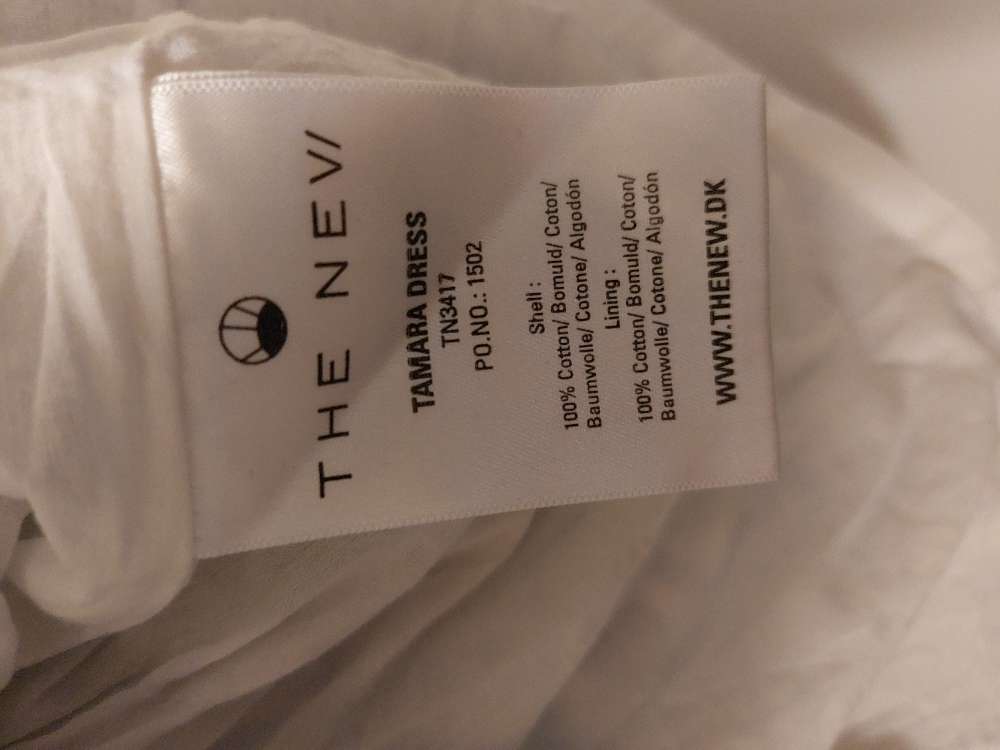 THE NEW
TAMARA DRESS
TN3417
PO.NO.: 1502
Shell :
100% Cotton/ Bomuld/ Coton/
Baumwolle/ Cotone/ Algodón
Lining :
100% Cotton/ Bomuld/ Coton/
Baumwolle/ Cotone/ Algodón
WWW.THENEW.DK